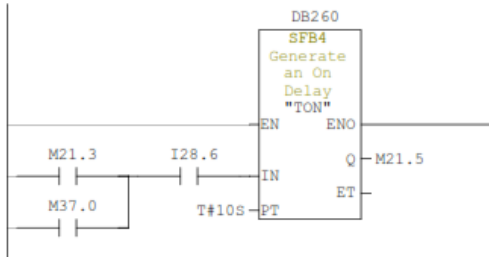 DB260
SFB4
Generate
an On
Delay
"TON"
EN ENO
M21.3 I28.6
Q M21.5
IN
ET
M37.0
T#10S PT